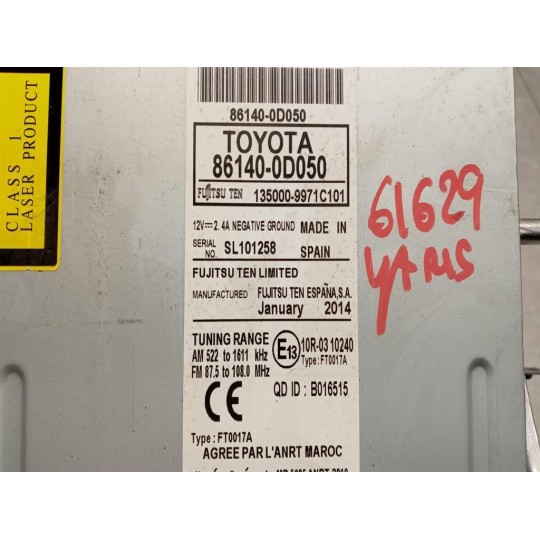 CLASS 1
LASER PRODUCT
86140-0D050
TOYOTA
86140-0D050
FUJITSU TEN 135000-9971C101
12V⎓2.4A NEGATIVE GROUND MADE IN
SERIAL NO. SL101258 SPAIN
FUJITSU TEN LIMITED
MANUFACTURED FUJITSU TEN ESPAÑA,S.A.
January 2014
TUNING RANGE
AM 522 to 1611 kHz
FM 87.5 to 108.0 MHz
E13 10R-03 10240
Type: FT0017A
QD ID : B016515
CE
Type : FT0017A
AGREE PAR L'ANRT MAROC
61629
YARIS